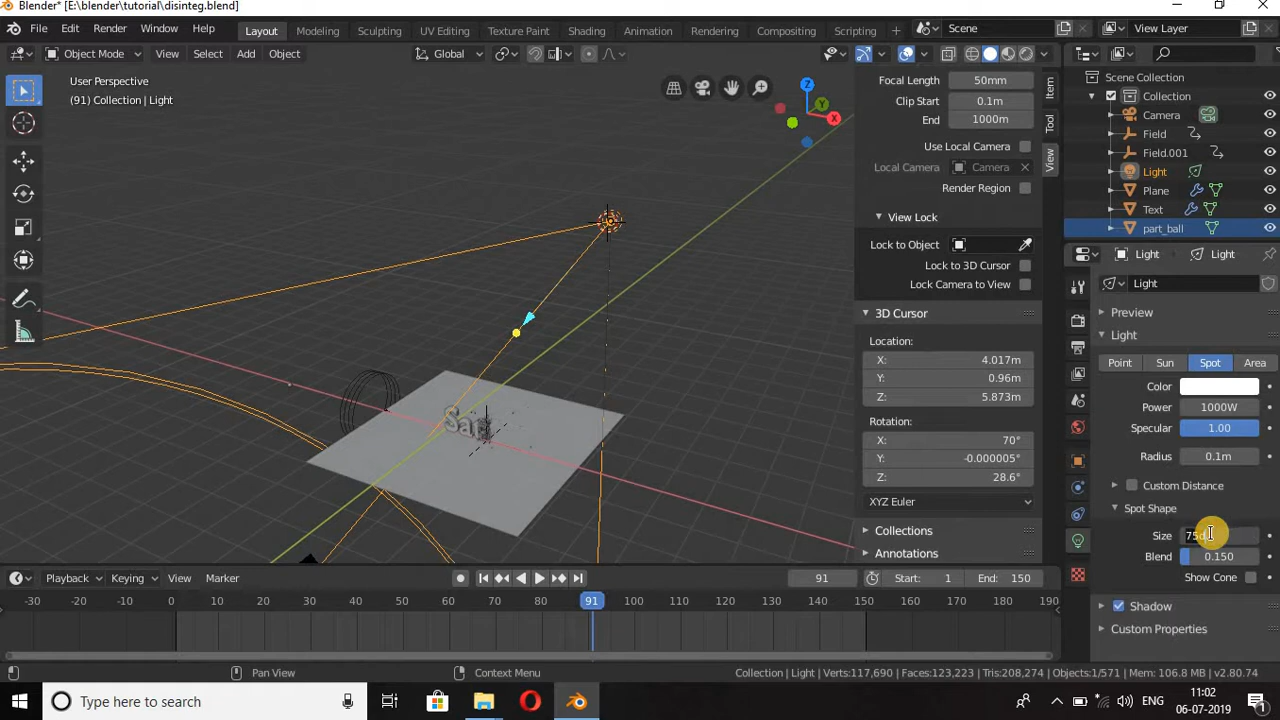 Blender* [E:\blender\tutorial\disinteg.blend]
File Edit Render Window Help Layout Modeling Sculpting UV Editing Texture Paint Shading Animation Rendering Compositing Scripting + Scene View Layer
Object Mode View Select Add Object Global
User Perspective
(91) Collection | Light
Z
Y
X
Focal Length 50mm
Clip Start 0.1m
End 1000m
Use Local Camera
Local Camera Camera
Render Region
View Lock
Lock to Object
Lock to 3D Cursor
Lock Camera to View
3D Cursor
Location:
X: 4.017m
Y: 0.96m
Z: 5.873m
Rotation:
X: 70°
Y: -0.000005°
Z: 28.6°
XYZ Euler
Collections
Annotations
Item
Tool
View
Scene Collection
Collection
Camera
Field
Field.001
Light
Plane
Text
part_ball
Light Light
Light
Preview
Light
Point Sun Spot Area
Color
Power 1000W
Specular 1.00
Radius 0.1m
Custom Distance
Spot Shape
Size 75d
Blend 0.150
Show Cone
Shadow
Custom Properties
Playback Keying View Marker 91 Start: 1 End: 150
-30 -20 -10 0 10 20 30 40 50 60 70 80 91 100 110 120 130 140 150 160 170 180 190
Pan View Context Menu Collection | Light | Verts:117,690 | Faces:123,223 | Tris:208,274 | Objects:1/571 | Mem: 106.8 MB | v2.80.74
Type here to search
ENG
11:02
06-07-2019
1